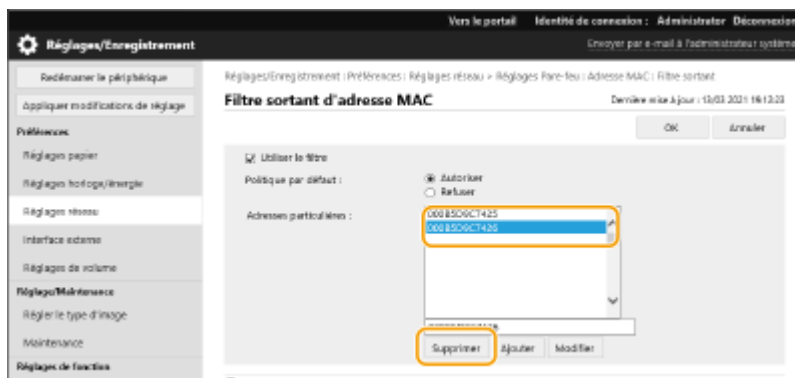 Vers le portail Identité de connexion : Administrator Déconnexion
Réglages/Enregistrement
Envoyer par e-mail à l'administrateur système
Redémarrer le périphérique
Appliquer modifications de réglage
Préférences
Réglages papier
Réglages horloge/énergie
Réglages réseau
Interface externe
Réglages de volume
Réglage/Maintenance
Régler le type d'image
Maintenance
Réglages de fonction
Réglages/Enregistrement : Préférences : Réglages réseau > Réglages Pare-feu : Adresse MAC : Filtre sortant
Filtre sortant d'adresse MAC
Dernière mise à jour : 13/03 2021 19:12:23
OK Annuler
Utiliser le filtre
Politique par défaut :
Autoriser
Refuser
Adresses particulières :
000B5D9C7425
000B5D9C7426
Supprimer Ajouter Modifier